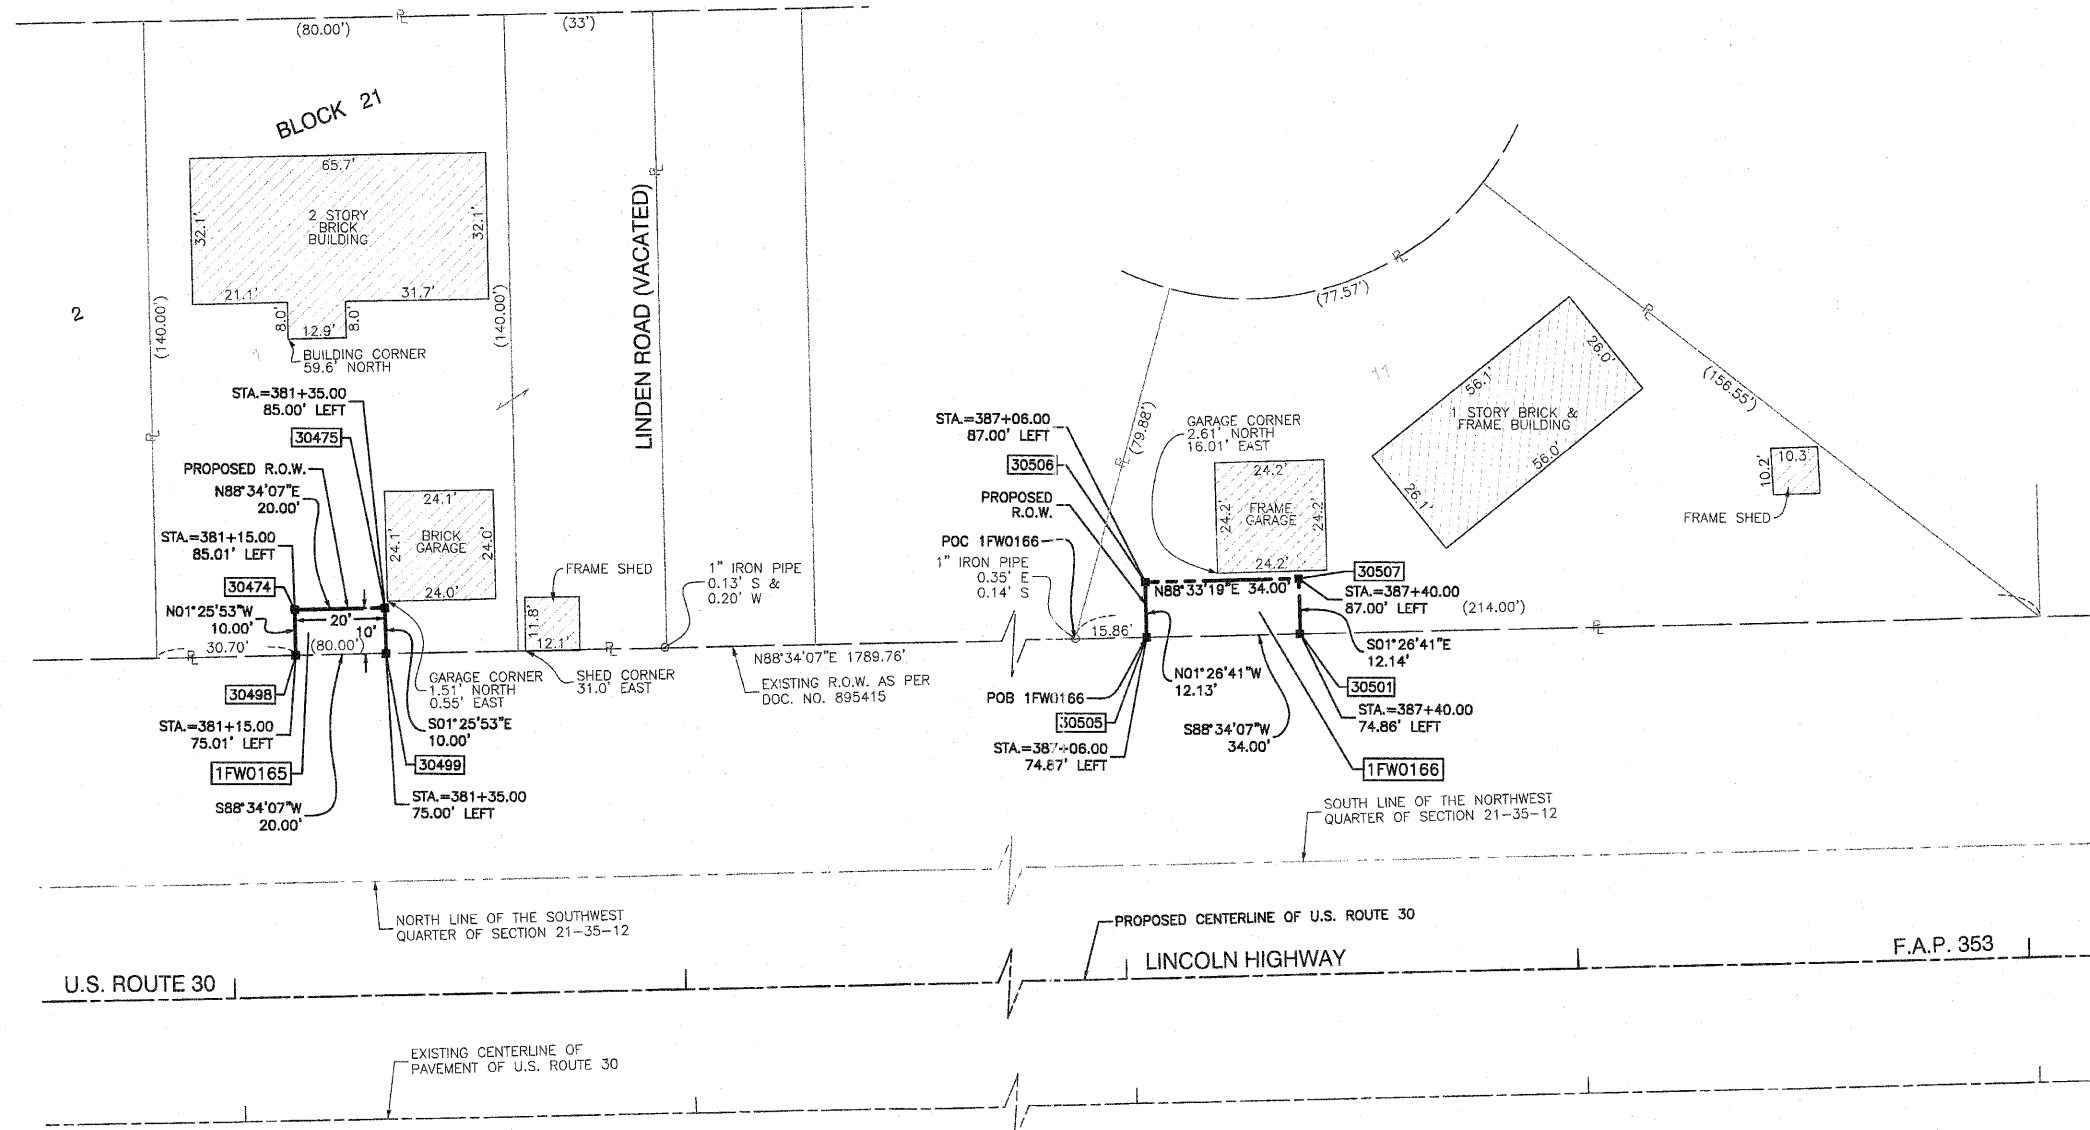 (80.00')
(33')
BLOCK 21
65.7'
32.1'
2 STORY
BRICK
BUILDING
32.1'
21.1'
31.7'
8.0'
8.0'
12.9'
2
(140.00')
(140.00')
1
BUILDING CORNER
59.6' NORTH
LINDEN ROAD (VACATED)
STA.=381+35.00
85.00' LEFT
30475
PROPOSED R.O.W.
N88°34'07"E
20.00'
STA.=381+15.00
85.01' LEFT
30474
N01°25'53"W
10.00'
24.1'
24.1'
BRICK
GARAGE
24.0'
24.0'
20'
10'
30.70'
(80.00')
FRAME SHED
11.8'
12.1'
1" IRON PIPE
0.13' S &
0.20' W
30498
STA.=381+15.00
75.01' LEFT
1FW0165
S88°34'07"W
20.00'
GARAGE CORNER
1.51' NORTH
0.55' EAST
S01°25'53"E
10.00'
30499
STA.=381+35.00
75.00' LEFT
SHED CORNER
31.0' EAST
N88°34'07"E 1789.76'
EXISTING R.O.W. AS PER
DOC. NO. 895415
(77.57')
(79.88')
11
56.1'
26.0'
1 STORY BRICK &
FRAME BUILDING
56.0'
26.1'
(156.55')
10.3'
10.2'
FRAME SHED
STA.=387+06.00
87.00' LEFT
30506
PROPOSED
R.O.W.
POC 1FW0166
1" IRON PIPE
0.35' E
0.14' S
GARAGE CORNER
2.61' NORTH
16.01' EAST
24.2'
24.2'
FRAME
GARAGE
24.2'
24.2'
N88°33'19"E 34.00'
30507
STA.=387+40.00
87.00' LEFT
(214.00')
15.86'
N01°26'41"W
12.13'
S01°26'41"E
12.14'
POB 1FW0166
30505
STA.=387+06.00
74.87' LEFT
S88°34'07"W
34.00'
30501
STA.=387+40.00
74.86' LEFT
1FW0166
SOUTH LINE OF THE NORTHWEST
QUARTER OF SECTION 21-35-12
NORTH LINE OF THE SOUTHWEST
QUARTER OF SECTION 21-35-12
PROPOSED CENTERLINE OF U.S. ROUTE 30
U.S. ROUTE 30
LINCOLN HIGHWAY
F.A.P. 353
EXISTING CENTERLINE OF
PAVEMENT OF U.S. ROUTE 30